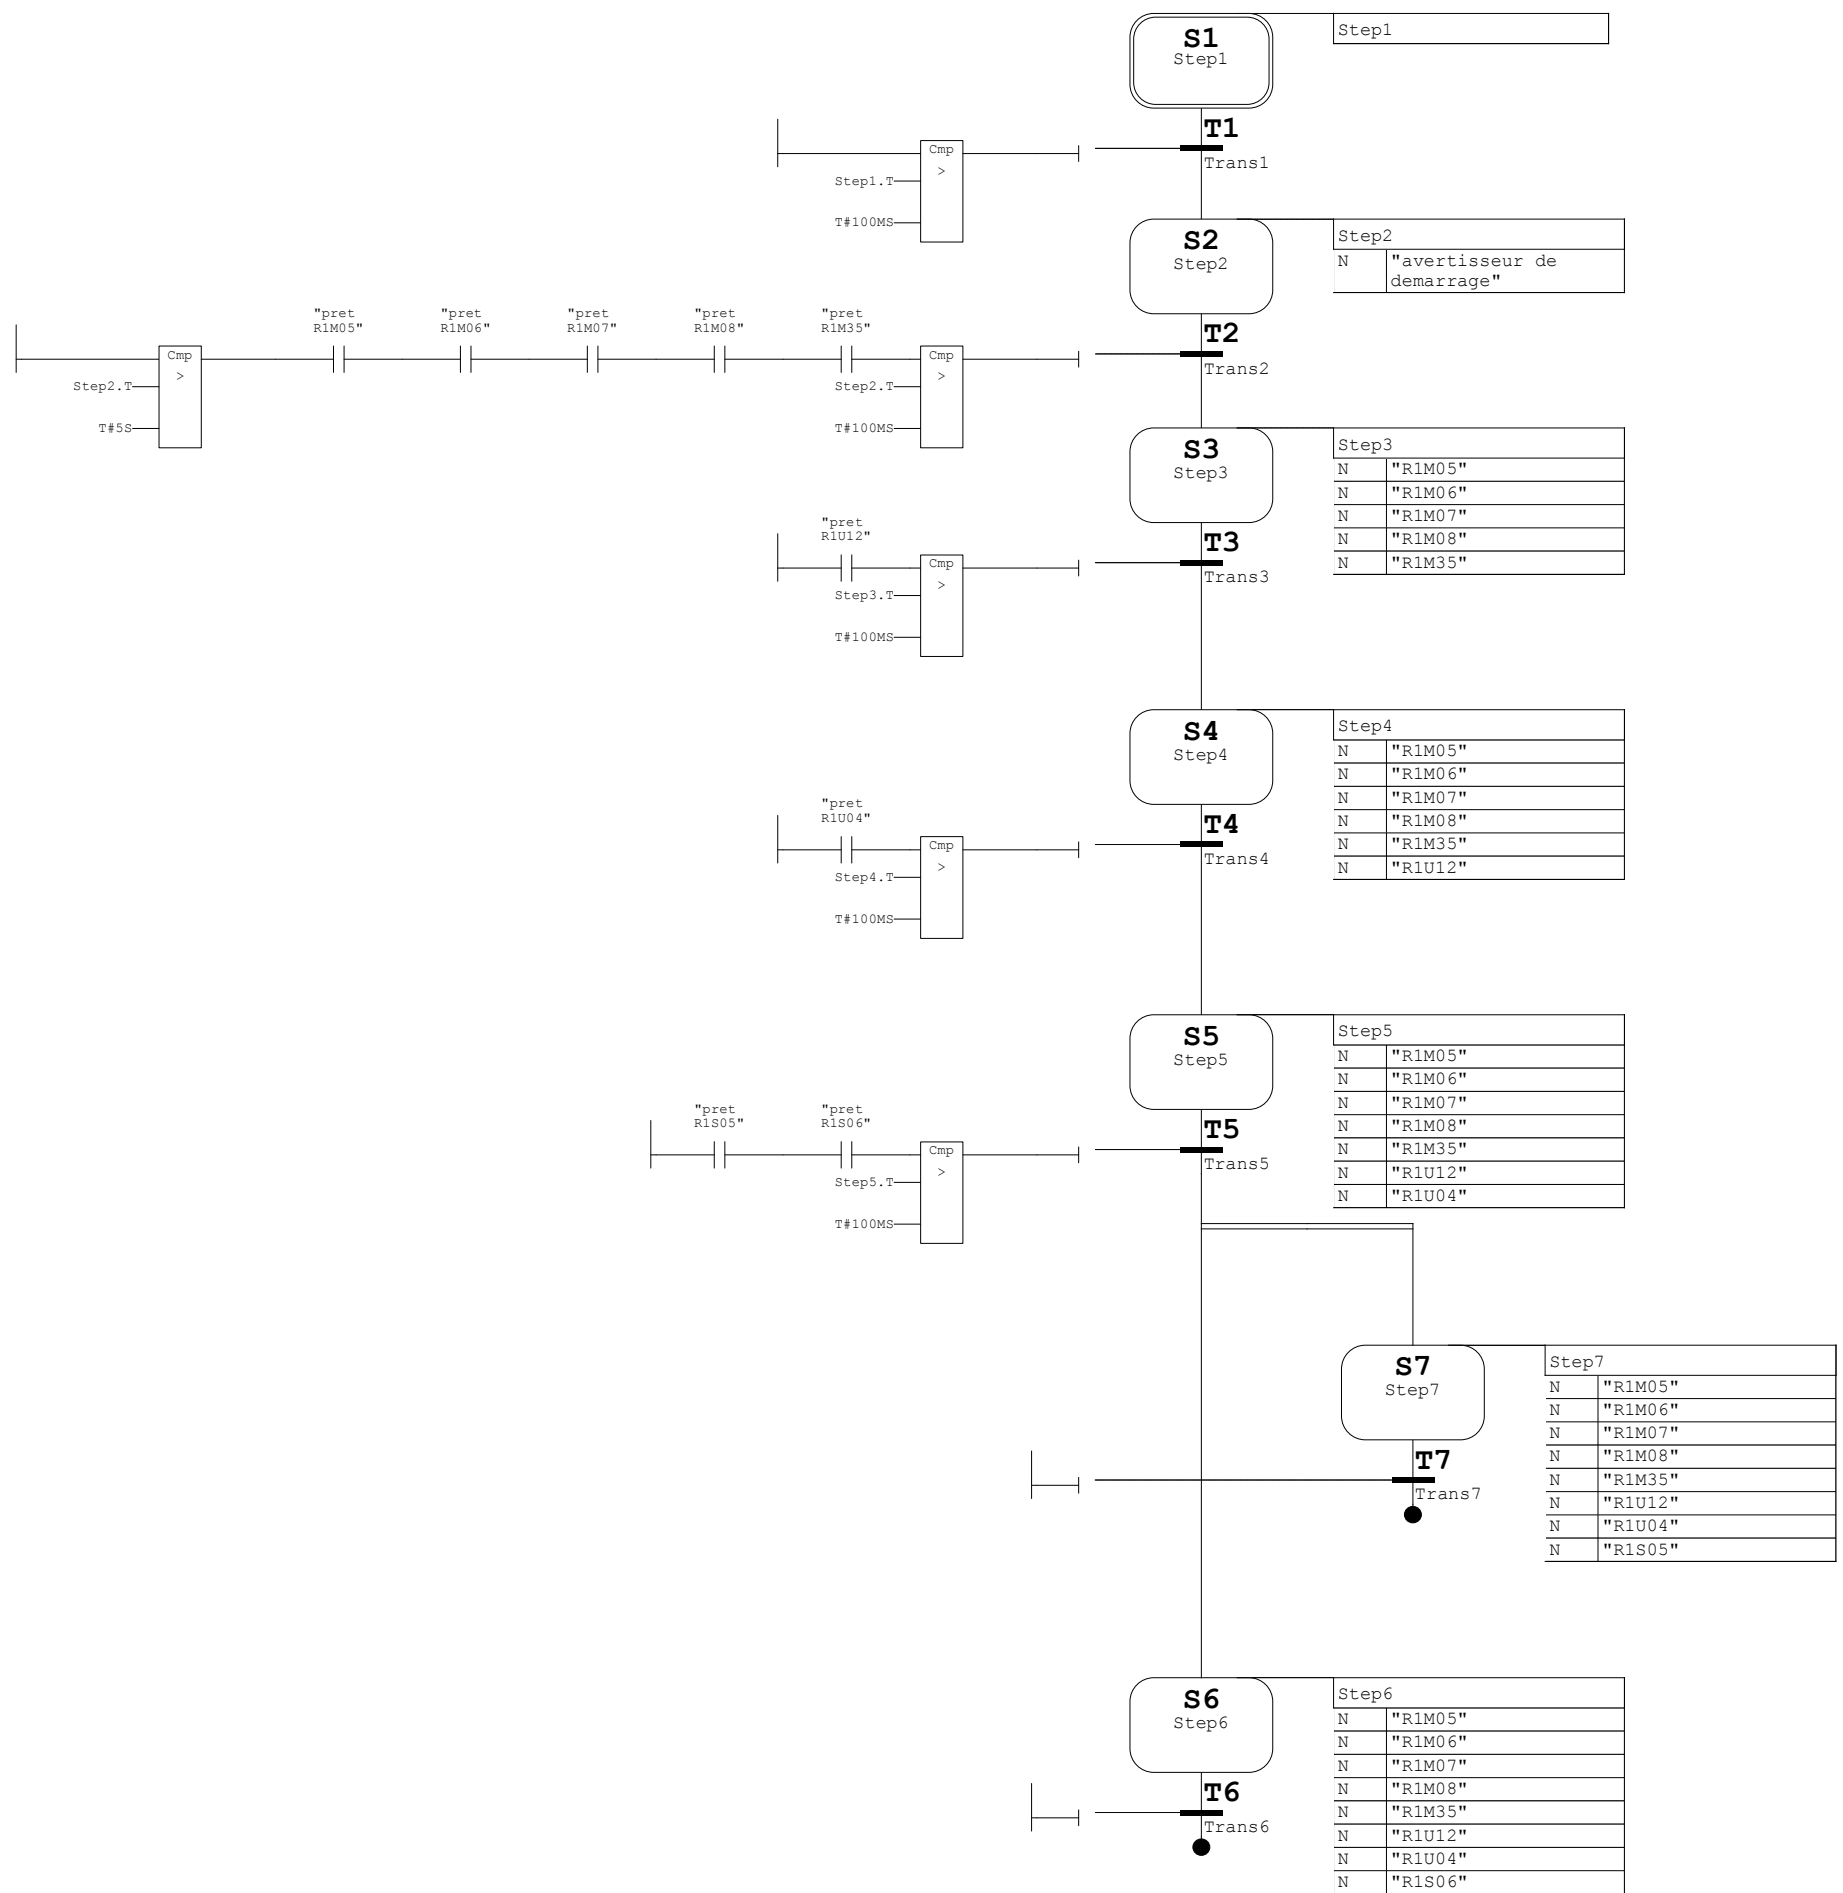 S1
Step1
Step1
T1
Trans1
Cmp
>
Step1.T
T#100MS
S2
Step2
Step2
N "avertisseur de
demarrage"
"pret
R1M05"
"pret
R1M06"
"pret
R1M07"
"pret
R1M08"
"pret
R1M35"
T2
Trans2
Cmp
>
Step2.T
T#5S
Cmp
>
Step2.T
T#100MS
S3
Step3
Step3
N "R1M05"
N "R1M06"
N "R1M07"
N "R1M08"
N "R1M35"
"pret
R1U12"
T3
Trans3
Cmp
>
Step3.T
T#100MS
S4
Step4
Step4
N "R1M05"
N "R1M06"
N "R1M07"
N "R1M08"
N "R1M35"
N "R1U12"
"pret
R1U04"
T4
Trans4
Cmp
>
Step4.T
T#100MS
S5
Step5
Step5
N "R1M05"
N "R1M06"
N "R1M07"
N "R1M08"
N "R1M35"
N "R1U12"
N "R1U04"
"pret
R1S05"
"pret
R1S06"
T5
Trans5
Cmp
>
Step5.T
T#100MS
S7
Step7
Step7
N "R1M05"
N "R1M06"
N "R1M07"
N "R1M08"
N "R1M35"
N "R1U12"
N "R1U04"
N "R1S05"
T7
Trans7
S6
Step6
Step6
N "R1M05"
N "R1M06"
N "R1M07"
N "R1M08"
N "R1M35"
N "R1U12"
N "R1U04"
N "R1S06"
T6
Trans6